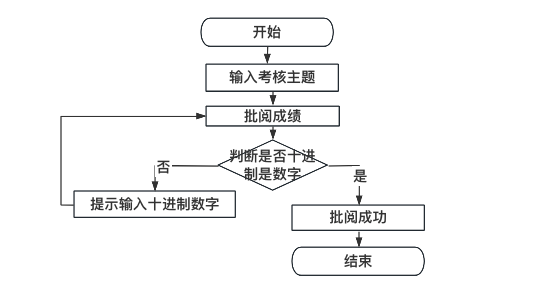 开始
输入考核主题
批阅成绩
判断是否十进
制是数字
否
是
提示输入十进制数字
批阅成功
结束